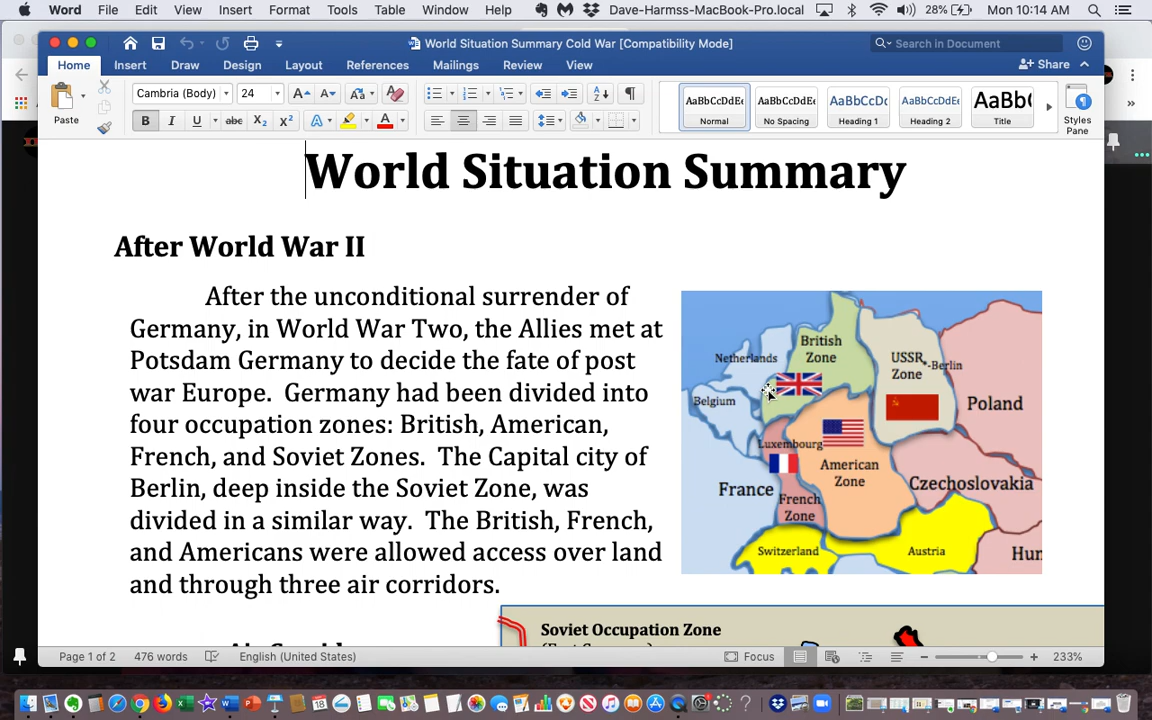 Word File Edit View Insert Format Tools Table Window Help Dave-Harmss-MacBook-Pro.local 28% Mon 10:14 AM
World Situation Summary Cold War [Compatibility Mode] Search in Document
Home Insert Draw Design Layout References Mailings Review View Share
Paste Cambria (Body) 24 AaBbCcDdEe AaBbCcDdEe AaBbCcDc AaBbCcDdEe AaBb(
B I U abc X2 X2 A A Normal No Spacing Heading 1 Heading 2 Title Styles Pane
World Situation Summary
After World War II
After the unconditional surrender of
Germany, in World War Two, the Allies met at
Potsdam Germany to decide the fate of post
war Europe. Germany had been divided into
four occupation zones: British, American,
French, and Soviet Zones. The Capital city of
Berlin, deep inside the Soviet Zone, was
divided in a similar way. The British, French,
and Americans were allowed access over land
and through three air corridors.
British
Zone
Netherlands
USSR
Zone
Berlin
Belgium
Poland
Luxembourg
American
Zone
France
Czechoslovakia
French
Zone
Switzerland
Austria
Hun
Soviet Occupation Zone
Page 1 of 2 476 words English (United States) Focus 233%